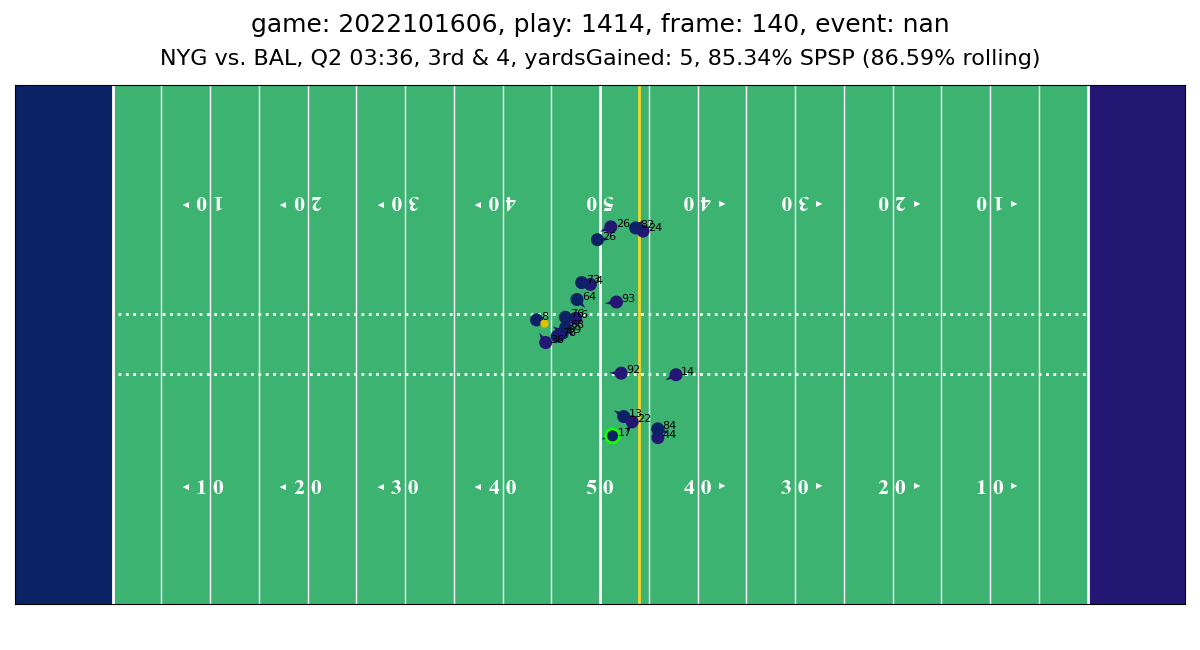 game: 2022101606, play: 1414, frame: 140, event: nan
NYG vs. BAL, Q2 03:36, 3rd & 4, yardsGained: 5, 85.34% SPSP (86.59% rolling)
10 20 30 40 50 40 30 20 10
26 82 24
26
64
93
8
92 14
13 22
84
17 44
10 20 30 40 50 40 30 20 10